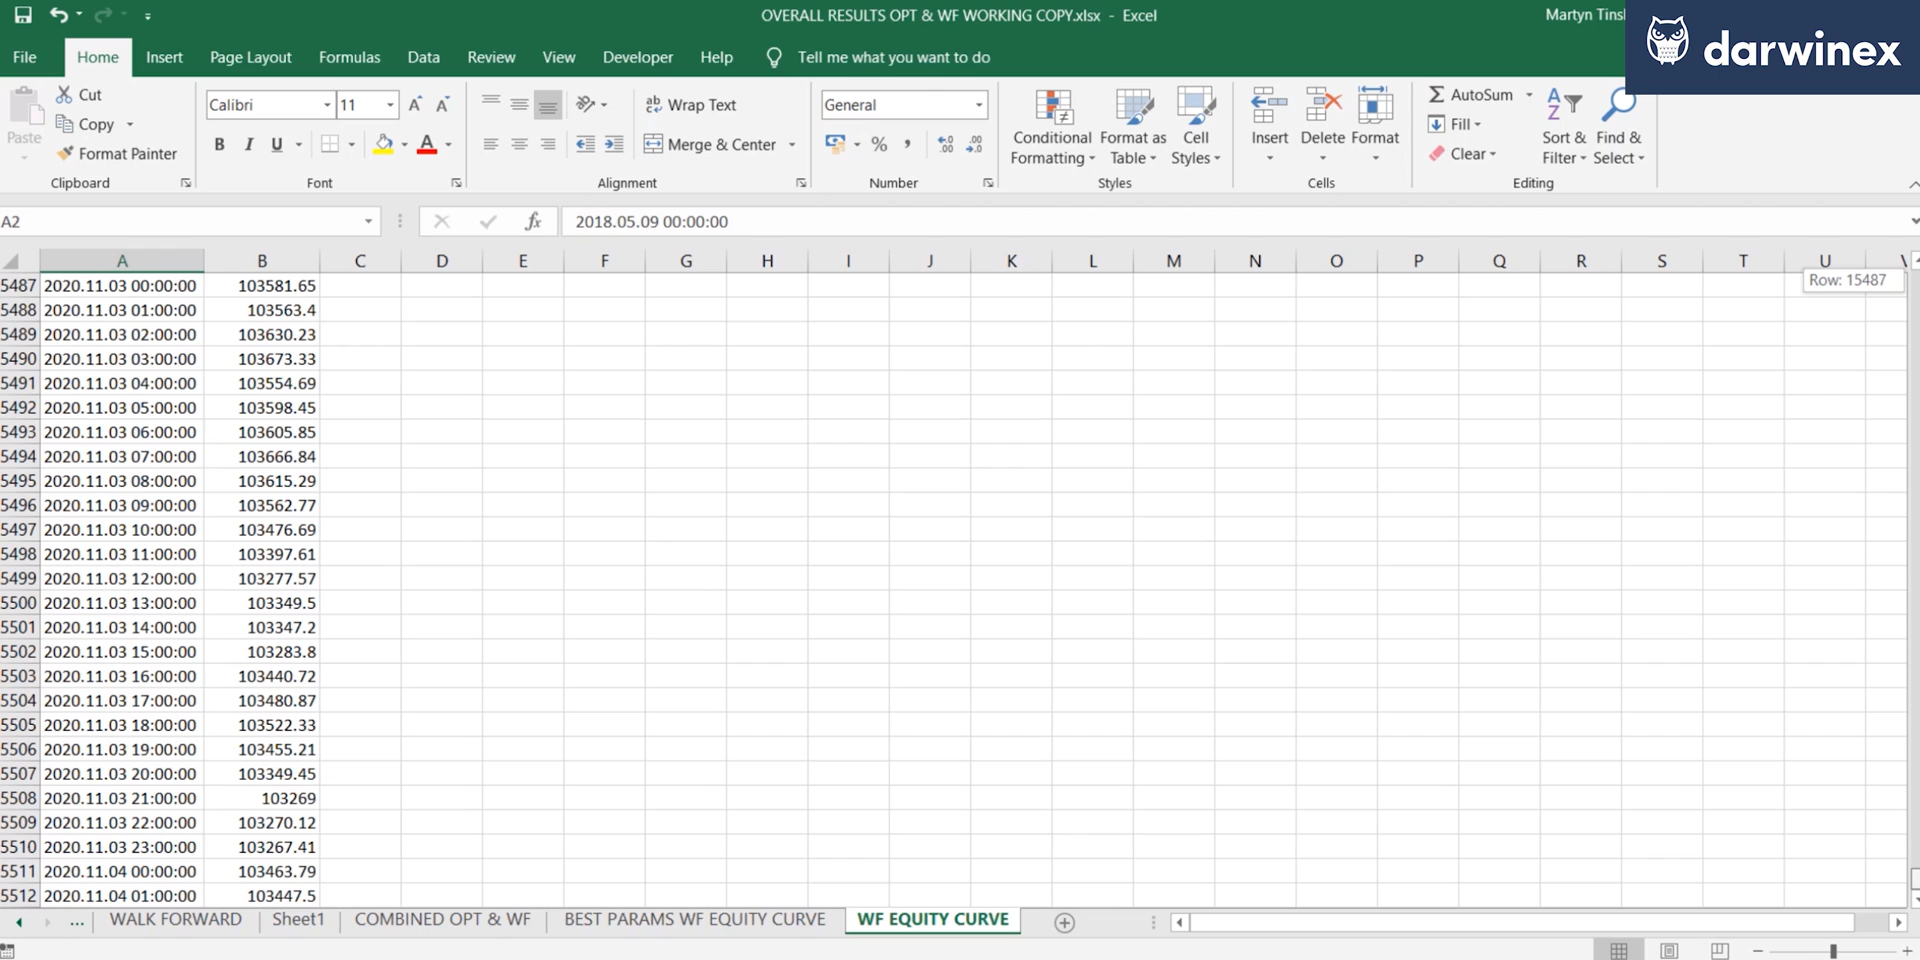 OVERALL RESULTS OPT & WF WORKING COPY.xlsx - Excel
Martyn
darwinex
File Home Insert Page Layout Formulas Data Review View Developer Help Tell me what you want to do
Paste
Cut
Copy
Format Painter
Clipboard
Calibri 11
B I U A
Font
Wrap Text
Merge & Center
Alignment
General
%
Number
Conditional Formatting
Format as Table
Cell Styles
Styles
Insert Delete Format
Cells
AutoSum
Fill
Clear
Sort & Filter
Find & Select
Editing
A2 fx 2018.05.09 00:00:00
A B C D E F G H I J K L M N O P Q R S T U
Row: 15487
5487 2020.11.03 00:00:00 103581.65
5488 2020.11.03 01:00:00 103563.4
5489 2020.11.03 02:00:00 103630.23
5490 2020.11.03 03:00:00 103673.33
5491 2020.11.03 04:00:00 103554.69
5492 2020.11.03 05:00:00 103598.45
5493 2020.11.03 06:00:00 103605.85
5494 2020.11.03 07:00:00 103666.84
5495 2020.11.03 08:00:00 103615.29
5496 2020.11.03 09:00:00 103562.77
5497 2020.11.03 10:00:00 103476.69
5498 2020.11.03 11:00:00 103397.61
5499 2020.11.03 12:00:00 103277.57
5500 2020.11.03 13:00:00 103349.5
5501 2020.11.03 14:00:00 103347.2
5502 2020.11.03 15:00:00 103283.8
5503 2020.11.03 16:00:00 103440.72
5504 2020.11.03 17:00:00 103480.87
5505 2020.11.03 18:00:00 103522.33
5506 2020.11.03 19:00:00 103455.21
5507 2020.11.03 20:00:00 103349.45
5508 2020.11.03 21:00:00 103269
5509 2020.11.03 22:00:00 103270.12
5510 2020.11.03 23:00:00 103267.41
5511 2020.11.04 00:00:00 103463.79
5512 2020.11.04 01:00:00 103447.5
... WALK FORWARD Sheet1 COMBINED OPT & WF BEST PARAMS WF EQUITY CURVE WF EQUITY CURVE